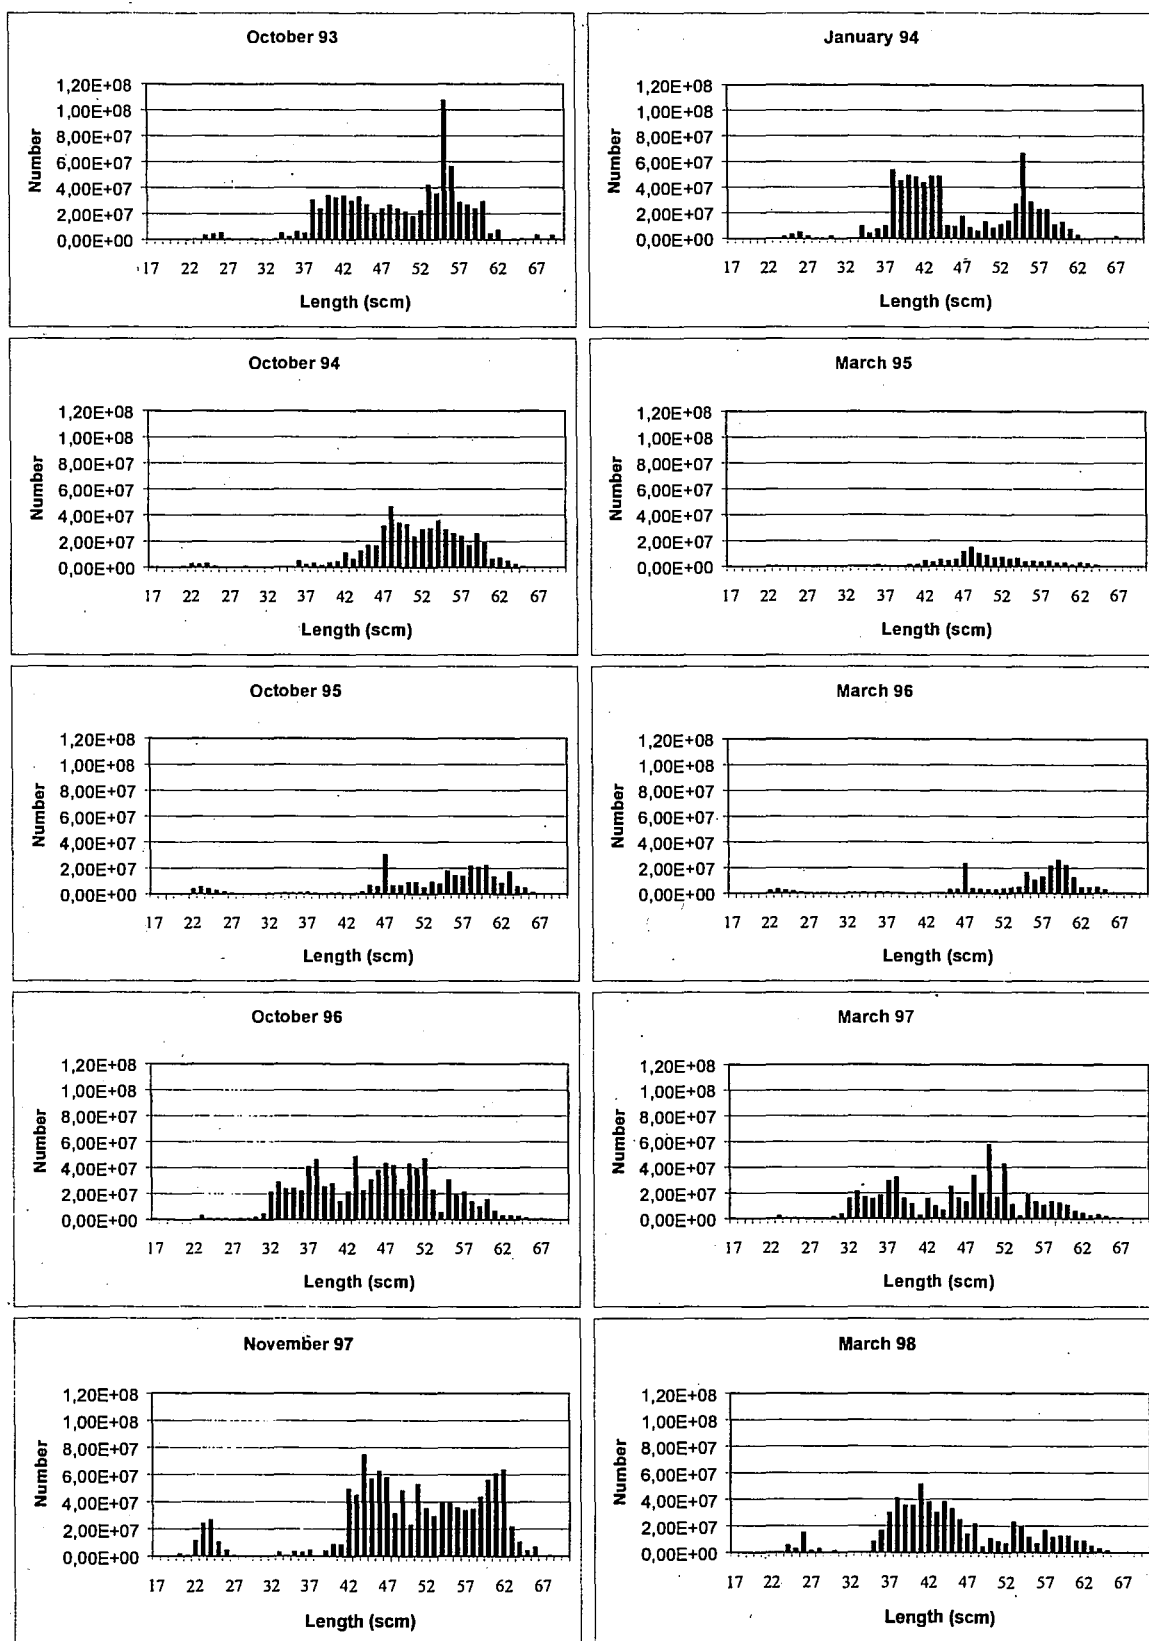 October 93
Number
1,20E+08
1,00E+08
8,00E+07
6,00E+07
4,00E+07
2,00E+07
0,00E+00
17 22 27 32 37 42 47 52 57 62 67
Length (scm)
January 94
Number
1,20E+08
1,00E+08
8,00E+07
6,00E+07
4,00E+07
2,00E+07
0,00E+00
17 22 27 32 37 42 47 52 57 62 67
Length (scm)
October 94
Number
1,20E+08
1,00E+08
8,00E+07
6,00E+07
4,00E+07
2,00E+07
0,00E+00
17 22 27 32 37 42 47 52 57 62 67
Length (scm)
March 95
Number
1,20E+08
1,00E+08
8,00E+07
6,00E+07
4,00E+07
2,00E+07
0,00E+00
17 22 27 32 37 42 47 52 57 62 67
Length (scm)
October 95
Number
1,20E+08
1,00E+08
8,00E+07
6,00E+07
4,00E+07
2,00E+07
0,00E+00
17 22 27 32 37 42 47 52 57 62 67
Length (scm)
March 96
Number
1,20E+08
1,00E+08
8,00E+07
6,00E+07
4,00E+07
2,00E+07
0,00E+00
17 22 27 32 37 42 47 52 57 62 67
Length (scm)
October 96
Number
1,20E+08
1,00E+08
8,00E+07
6,00E+07
4,00E+07
2,00E+07
0,00E+00
17 22 27 32 37 42 47 52 57 62 67
Length (scm)
March 97
Number
1,20E+08
1,00E+08
8,00E+07
6,00E+07
4,00E+07
2,00E+07
0,00E+00
17 22 27 32 37 42 47 52 57 62 67
Length (scm)
November 97
Number
1,20E+08
1,00E+08
8,00E+07
6,00E+07
4,00E+07
2,00E+07
0,00E+00
17 22 27 32 37 42 47 52 57 62 67
Length (scm)
March 98
Number
1,20E+08
1,00E+08
8,00E+07
6,00E+07
4,00E+07
2,00E+07
0,00E+00
17 22 27 32 37 42 47 52 57 62 67
Length (scm)